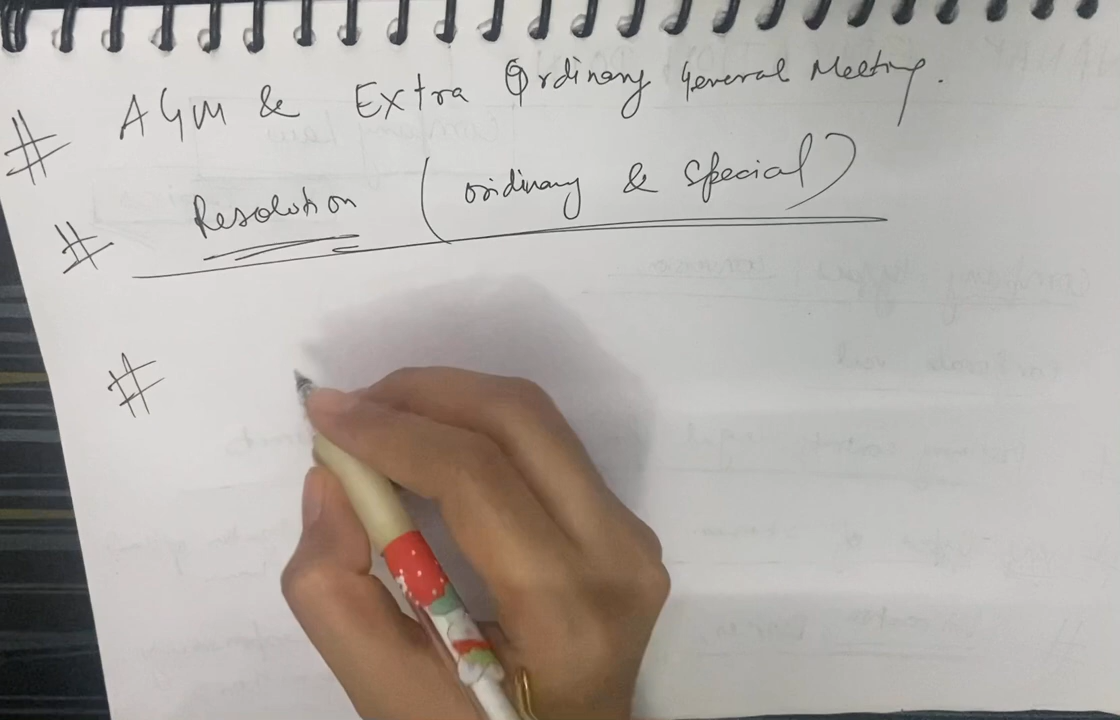 # AGM & Extra Ordinary General Meeting.
# Resolution (ordinary & special)
#